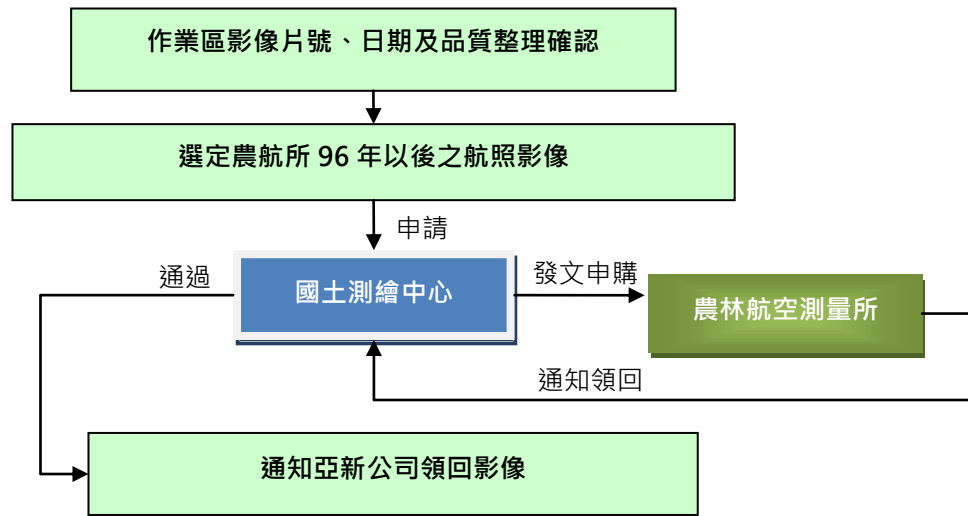 作業區影像片號、日期及品質整理確認
選定農航所 96 年以後之航照影像
申請
通過
國土測繪中心
發文申購
農林航空測量所
通知領回
通知亞新公司領回影像